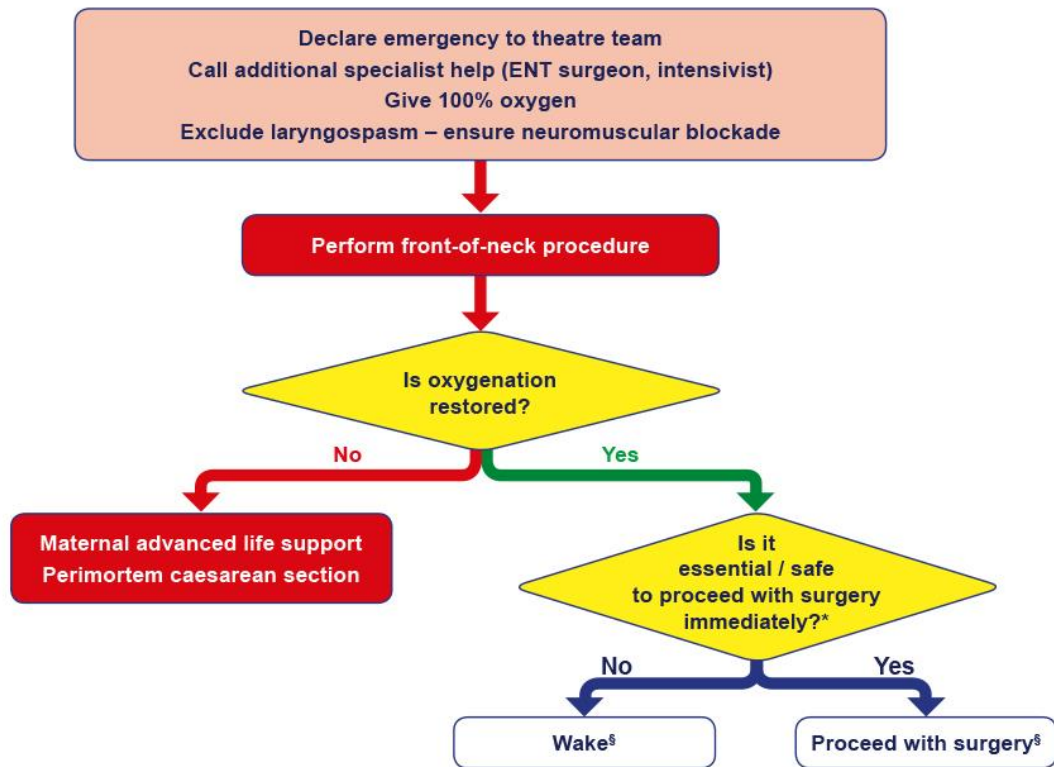 Declare emergency to theatre team
Call additional specialist help (ENT surgeon, intensivist)
Give 100% oxygen
Exclude laryngospasm – ensure neuromuscular blockade
Perform front-of-neck procedure
Is oxygenation
restored?
No
Yes
Maternal advanced life support
Perimortem caesarean section
Is it
essential / safe
to proceed with surgery
immediately?*
No
Yes
Wake§
Proceed with surgery§